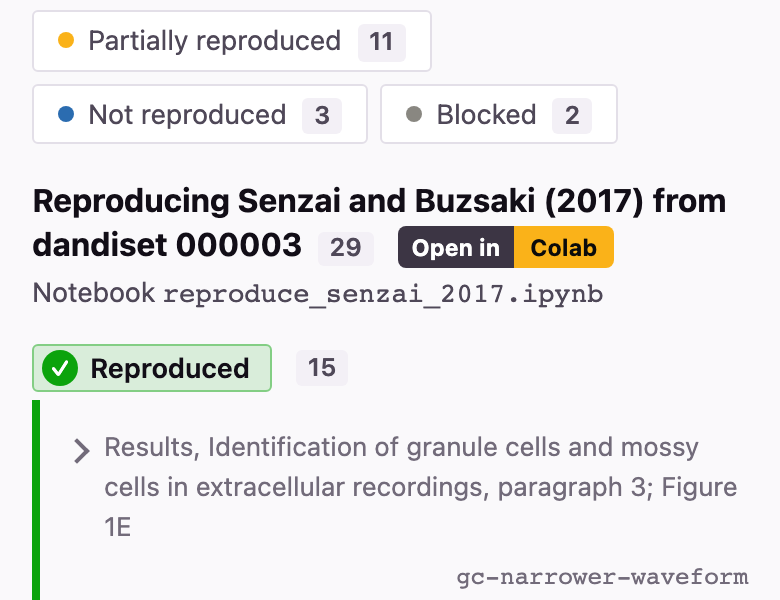 Partially reproduced 11
Not reproduced 3 Blocked 2
Reproducing Senzai and Buzsaki (2017) from
dandiset 000003 29 Open in Colab
Notebook reproduce_senzai_2017.ipynb
Reproduced 15
Results, Identification of granule cells and mossy
cells in extracellular recordings, paragraph 3; Figure
1E
gc-narrower-waveform